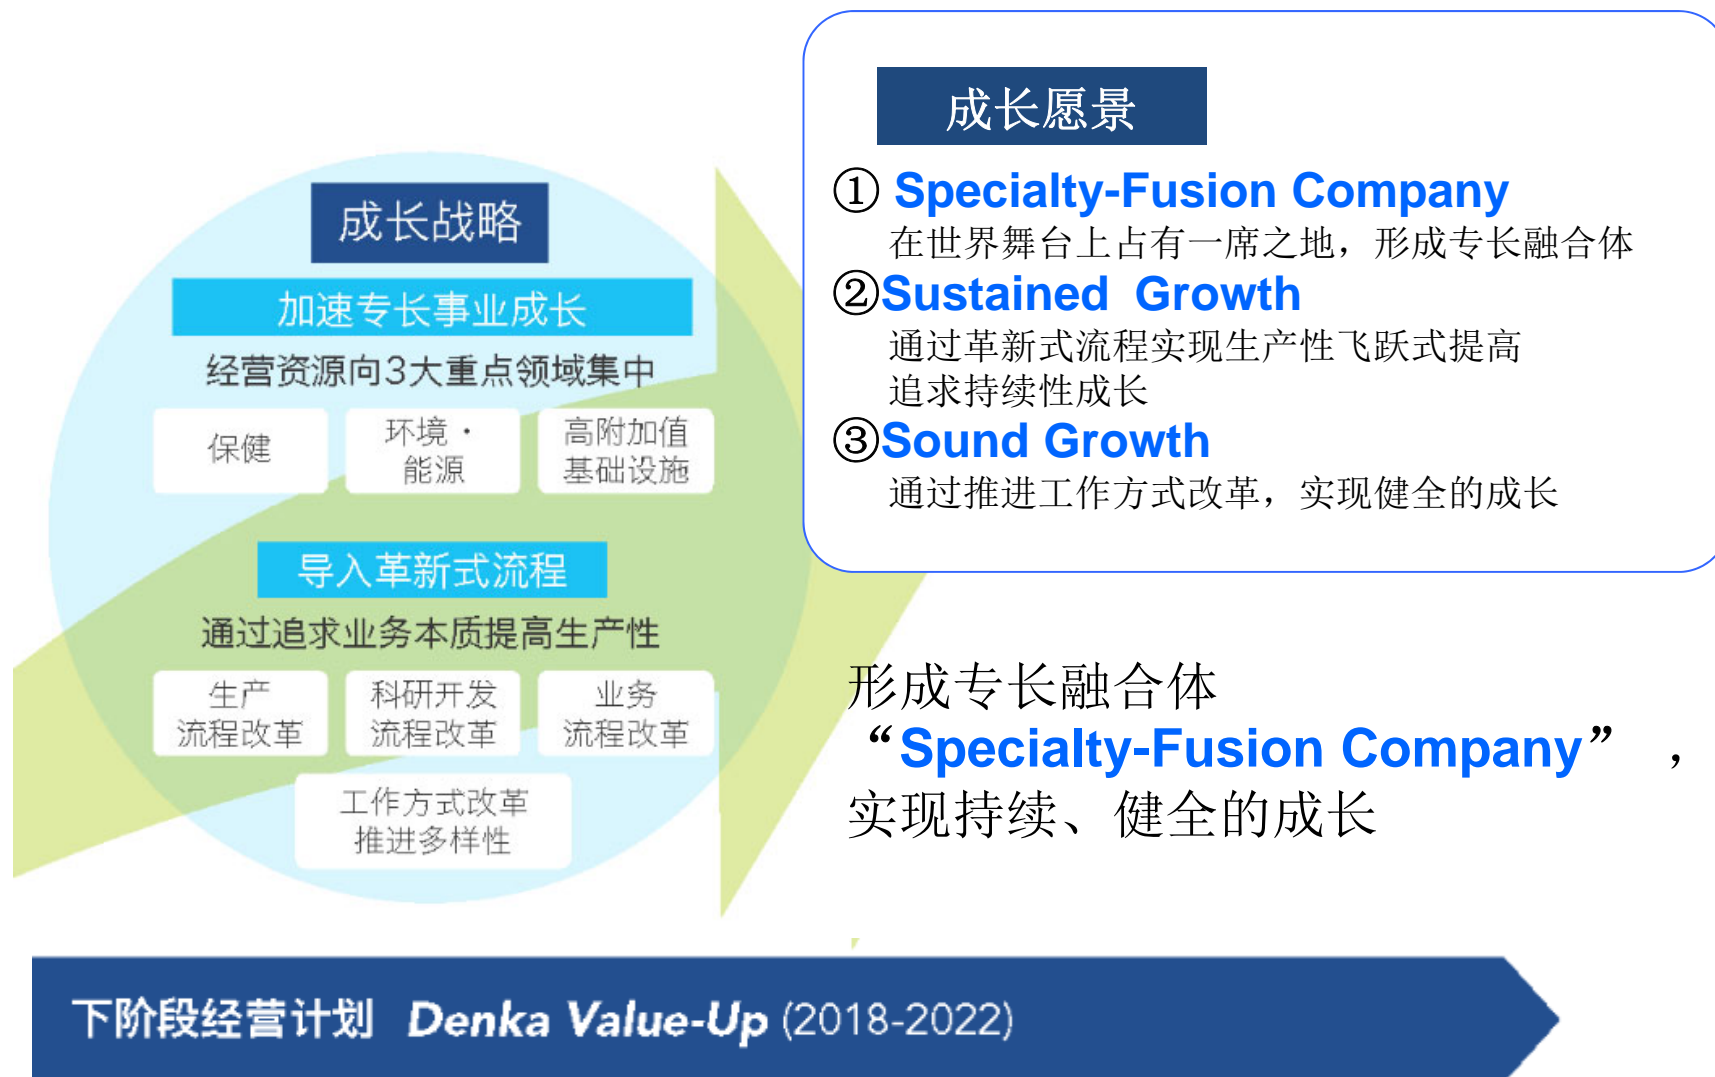 成长战略
加速专长事业成长
经营资源向3大重点领域集中
保健
环境・
能源
高附加值
基础设施
导入革新式流程
通过追求业务本质提高生产性
生产
流程改革
科研开发
流程改革
业务
流程改革
工作方式改革
推进多样性
成长愿景
① Specialty-Fusion Company
在世界舞台上占有一席之地，形成专长融合体
②Sustained Growth
通过革新式流程实现生产性飞跃式提高
追求持续性成长
③Sound Growth
通过推进工作方式改革，实现健全的成长
形成专长融合体
“Specialty-Fusion Company”，
实现持续、健全的成长
下阶段经营计划 Denka Value-Up (2018-2022)